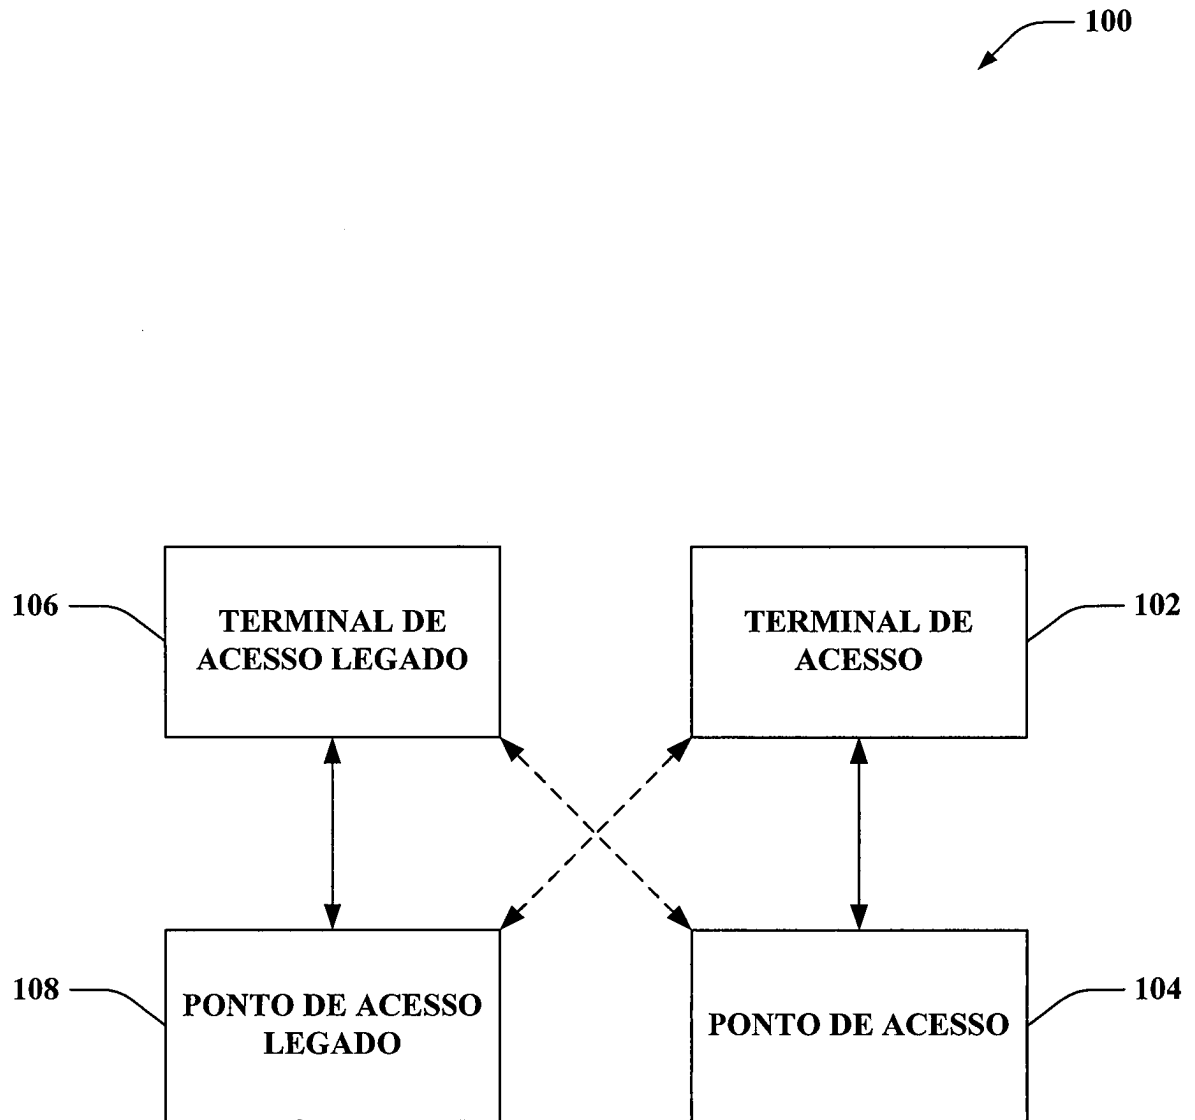 100
106
TERMINAL DE
ACESSO LEGADO
TERMINAL DE
ACESSO
102
108
PONTO DE ACESSO
LEGADO
PONTO DE ACESSO
104